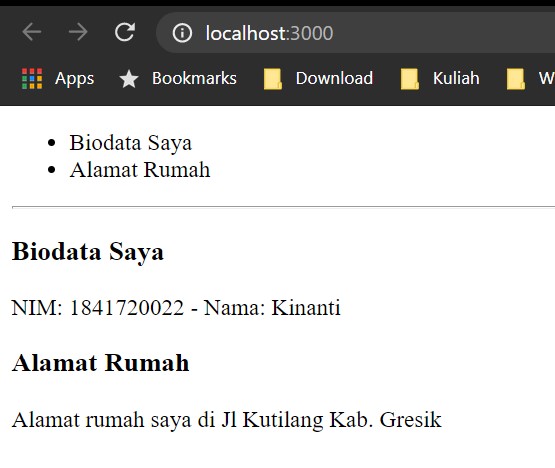 localhost:3000
Apps Bookmarks Download Kuliah W
Biodata Saya
Alamat Rumah
Biodata Saya
NIM: 1841720022 - Nama: Kinanti
Alamat Rumah
Alamat rumah saya di Jl Kutilang Kab. Gresik